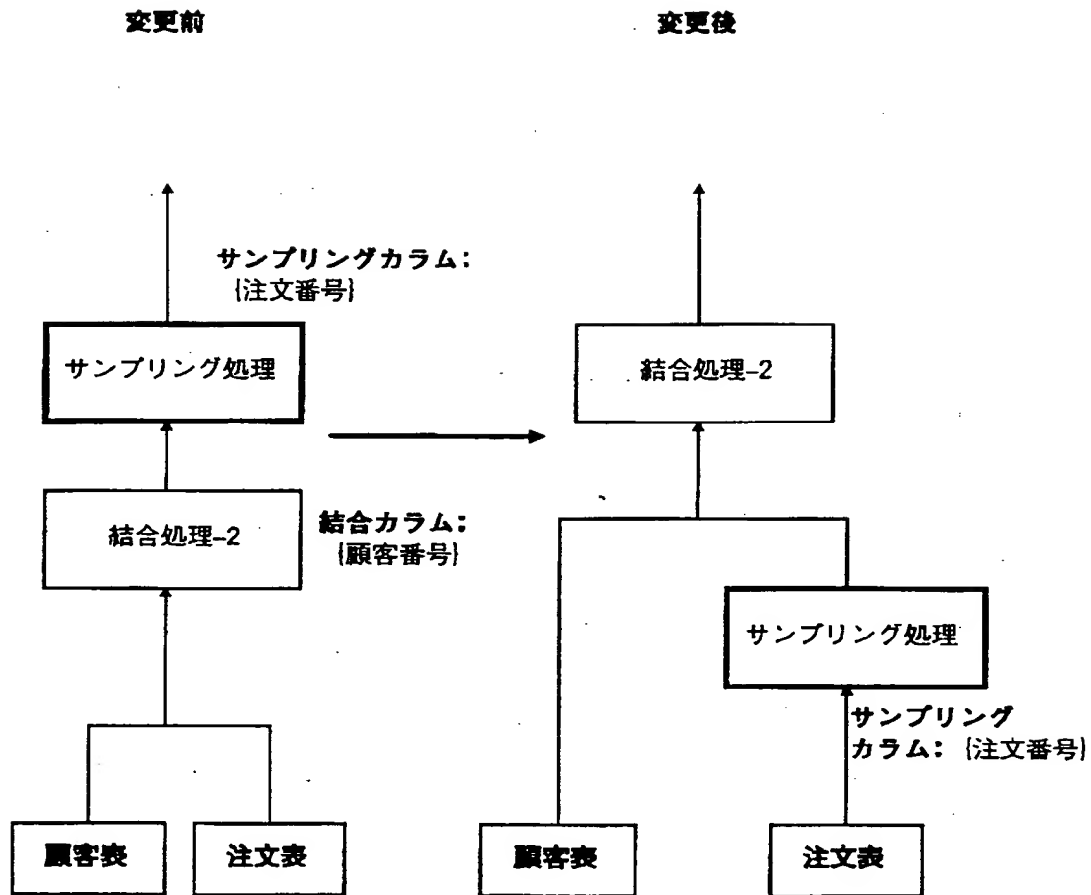 変更前
変更後
サンプリングカラム:
{注文番号}
サンプリング処理
結合処理-2
結合処理-2
結合カラム:
{顧客番号}
サンプリング処理
サンプリング
カラム: {注文番号}
顧客表
注文表
顧客表
注文表